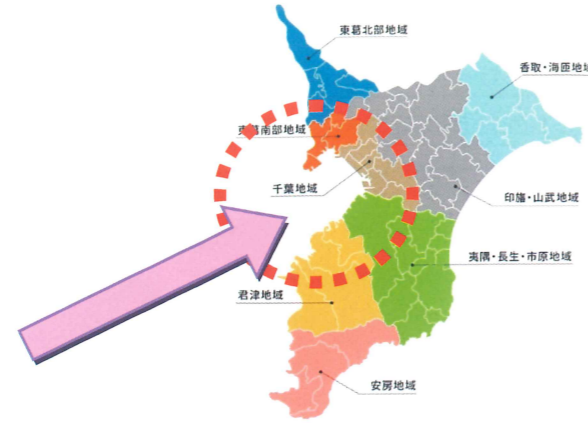 東葛北部地域
香取・海匝地域
東葛南部地域
千葉地域
印旛・山武地域
夷隅・長生・市原地域
君津地域
安房地域